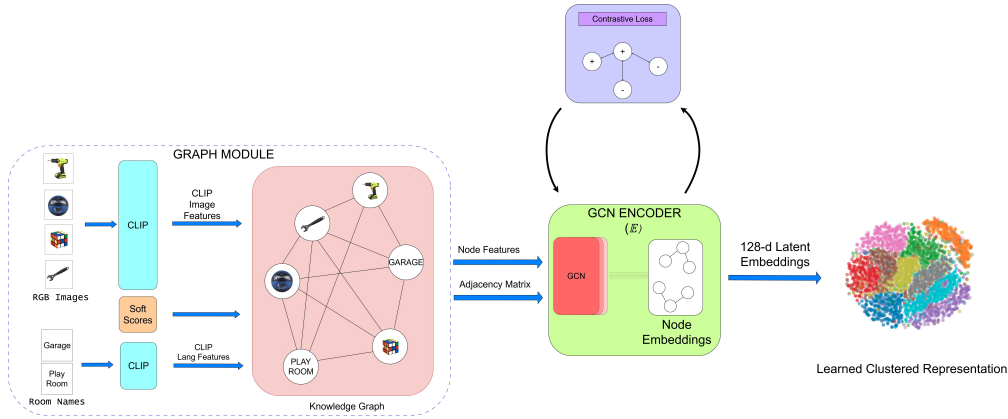 Contrastive Loss
+
+
-
-
GRAPH MODULE
CLIP
CLIP
Image
Features
RGB Images
Soft
Scores
Garage
Play
Room
Room Names
CLIP
CLIP
Lang Features
GARAGE
PLAY
ROOM
Knowledge Graph
Node Features
Adjacency Matrix
GCN ENCODER
(𝔼)
GCN
Node
Embeddings
128-d Latent
Embeddings
Learned Clustered Representation